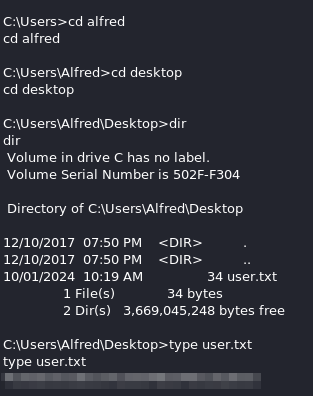 C:\Users>cd alfred
cd alfred
C:\Users\Alfred>cd desktop
cd desktop
C:\Users\Alfred\Desktop>dir
dir
Volume in drive C has no label.
Volume Serial Number is 502F-F304
Directory of C:\Users\Alfred\Desktop
12/10/2017  07:50 PM    <DIR>          .
12/10/2017  07:50 PM    <DIR>          ..
10/01/2024  10:19 AM                34 user.txt
1 File(s)             34 bytes
2 Dir(s)   3,669,045,248 bytes free
C:\Users\Alfred\Desktop>type user.txt
type user.txt